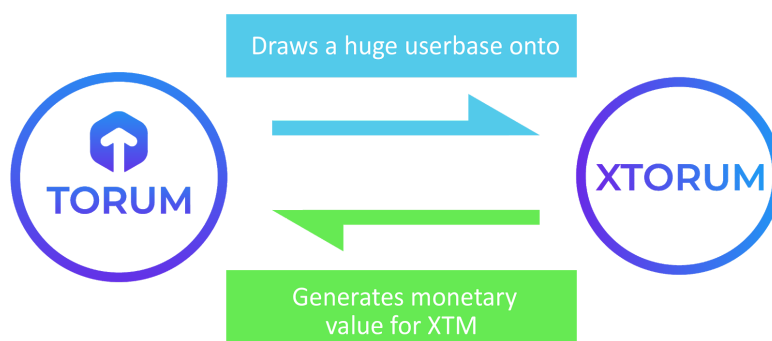 Draws a huge userbase onto
TORUM
XTORUM
Generates monetary
value for XTM